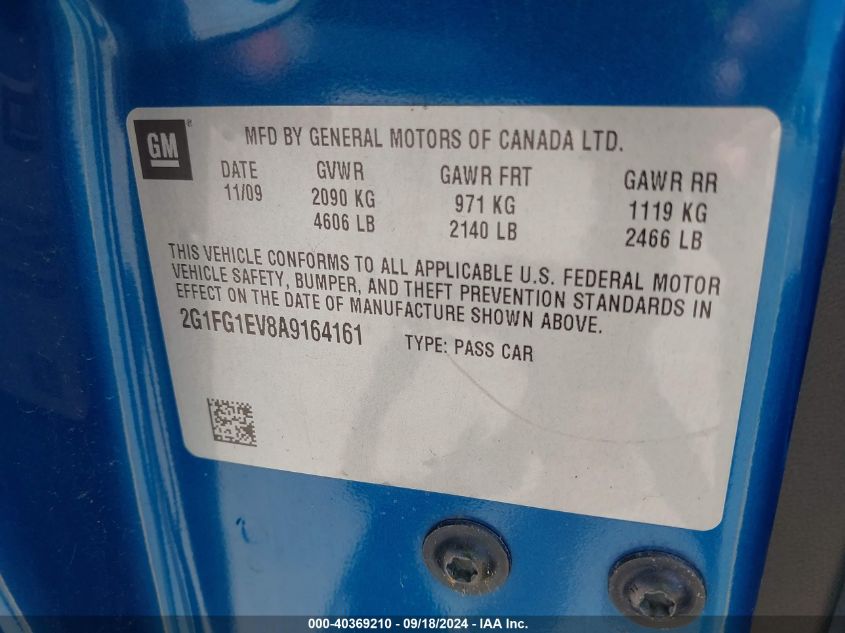 GM®
MFD BY GENERAL MOTORS OF CANADA LTD.
DATE GVWR GAWR FRT GAWR RR
11/09 2090 KG 971 KG 1119 KG
4606 LB 2140 LB 2466 LB
THIS VEHICLE CONFORMS TO ALL APPLICABLE U.S. FEDERAL MOTOR
VEHICLE SAFETY, BUMPER, AND THEFT PREVENTION STANDARDS IN
EFFECT ON THE DATE OF MANUFACTURE SHOWN ABOVE.
2G1FG1EV8A9164161 TYPE: PASS CAR
000-40369210 - 09/18/2024 - IAA Inc.